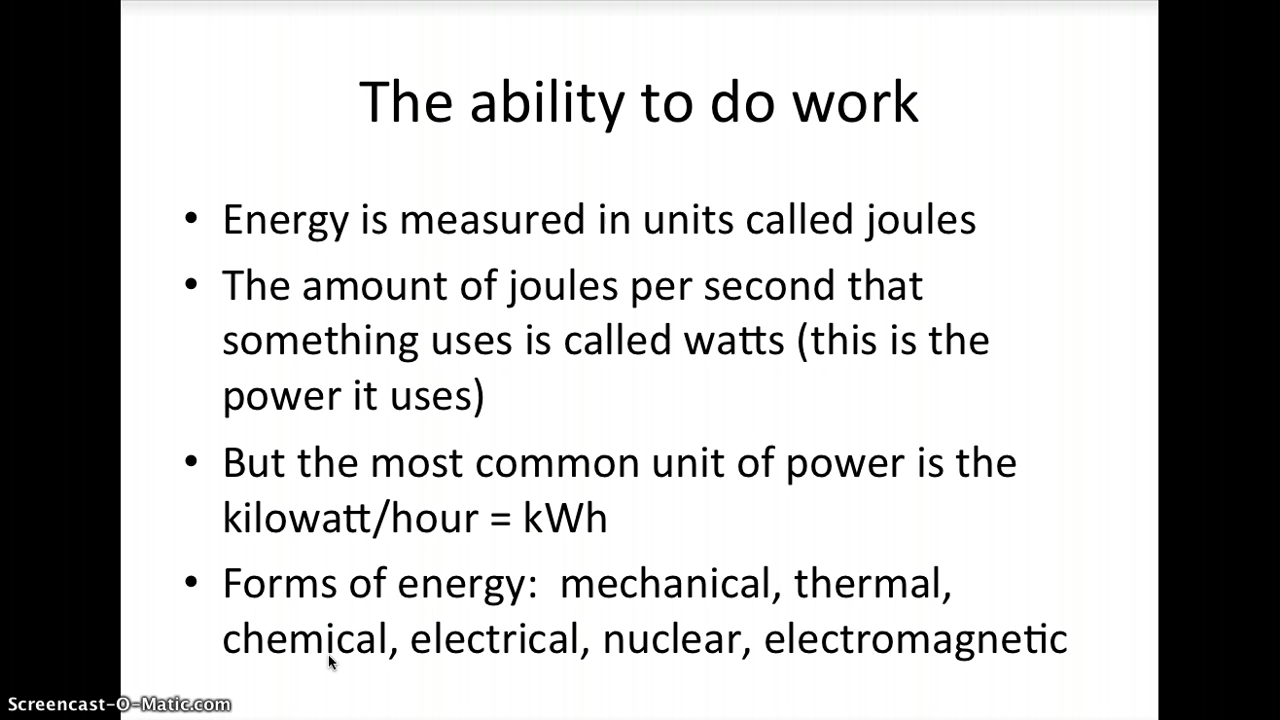 The ability to do work
• Energy is measured in units called joules
• The amount of joules per second that
something uses is called watts (this is the
power it uses)
• But the most common unit of power is the
kilowatt/hour = kWh
• Forms of energy:  mechanical, thermal,
chemical, electrical, nuclear, electromagnetic
Screencast-O-Matic.com